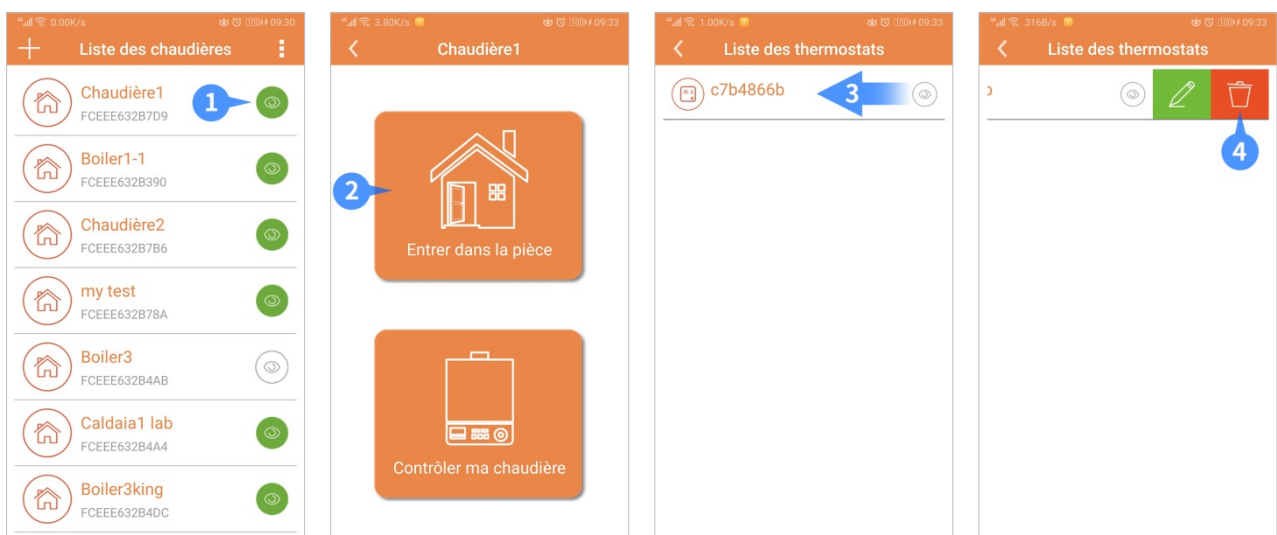 0.00K/s 09:30
Liste des chaudières
Chaudière1
FCEEE632B7D9
1
Boiler1-1
FCEEE632B390
Chaudière2
FCEEE632B7B6
my test
FCEEE632B78A
Boiler3
FCEEE632B4AB
Caldaia1 lab
FCEEE632B4A4
Boiler3king
FCEEE632B4DC
3.80K/s 09:33
Chaudière1
2
Entrer dans la pièce
Contrôler ma chaudière
1.00K/s 09:33
Liste des thermostats
c7b4866b
3
316B/s 09:33
Liste des thermostats
4